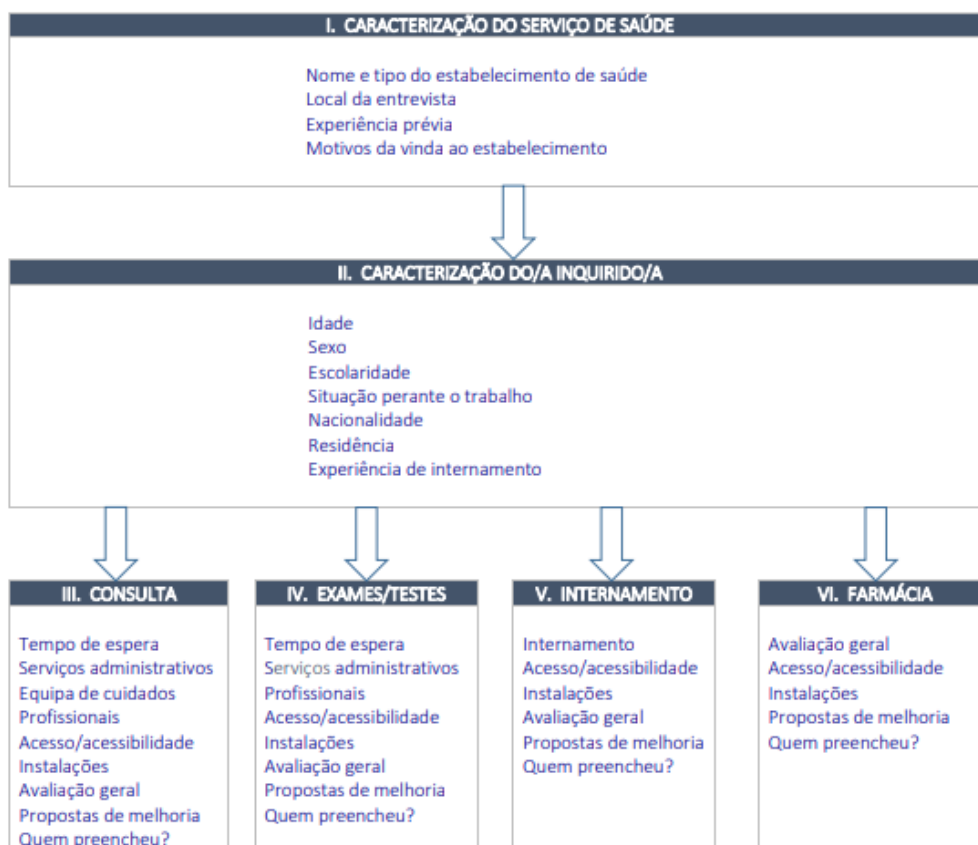 I. CARACTERIZAÇÃO DO SERVIÇO DE SAÚDE
Nome e tipo do estabelecimento de saúde
Local da entrevista
Experiência prévia
Motivos da vinda ao estabelecimento
II. CARACTERIZAÇÃO DO/A INQUIRIDO/A
Idade
Sexo
Escolaridade
Situação perante o trabalho
Nacionalidade
Residência
Experiência de internamento
III. CONSULTA
Tempo de espera
Serviços administrativos
Equipa de cuidados
Profissionais
Acesso/acessibilidade
Instalações
Avaliação geral
Propostas de melhoria
Quem preencheu?
IV. EXAMES/TESTES
Tempo de espera
Serviços administrativos
Profissionais
Acesso/acessibilidade
Instalações
Avaliação geral
Propostas de melhoria
Quem preencheu?
V. INTERNAMENTO
Internamento
Acesso/acessibilidade
Instalações
Avaliação geral
Propostas de melhoria
Quem preencheu?
VI. FARMÁCIA
Avaliação geral
Acesso/acessibilidade
Instalações
Propostas de melhoria
Quem preencheu?